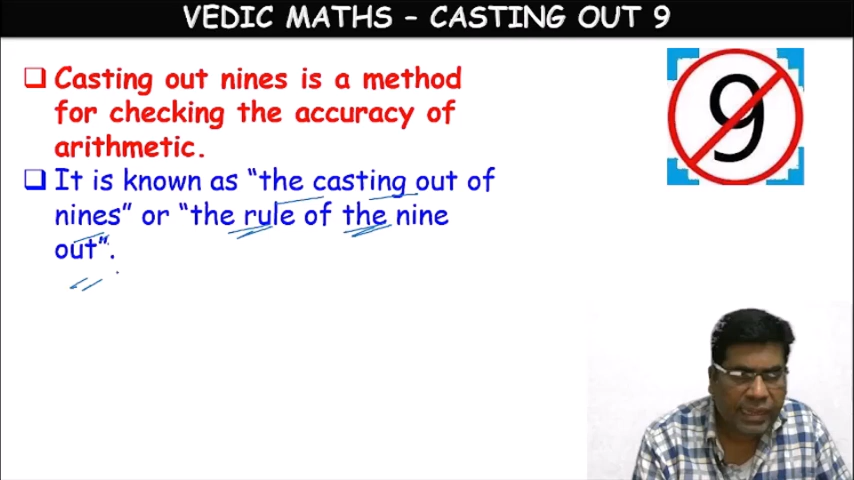 VEDIC MATHS – CASTING OUT 9
❑ Casting out nines is a method
for checking the accuracy of
arithmetic.
❑ It is known as “the casting out of
nines” or “the rule of the nine
out”.
9